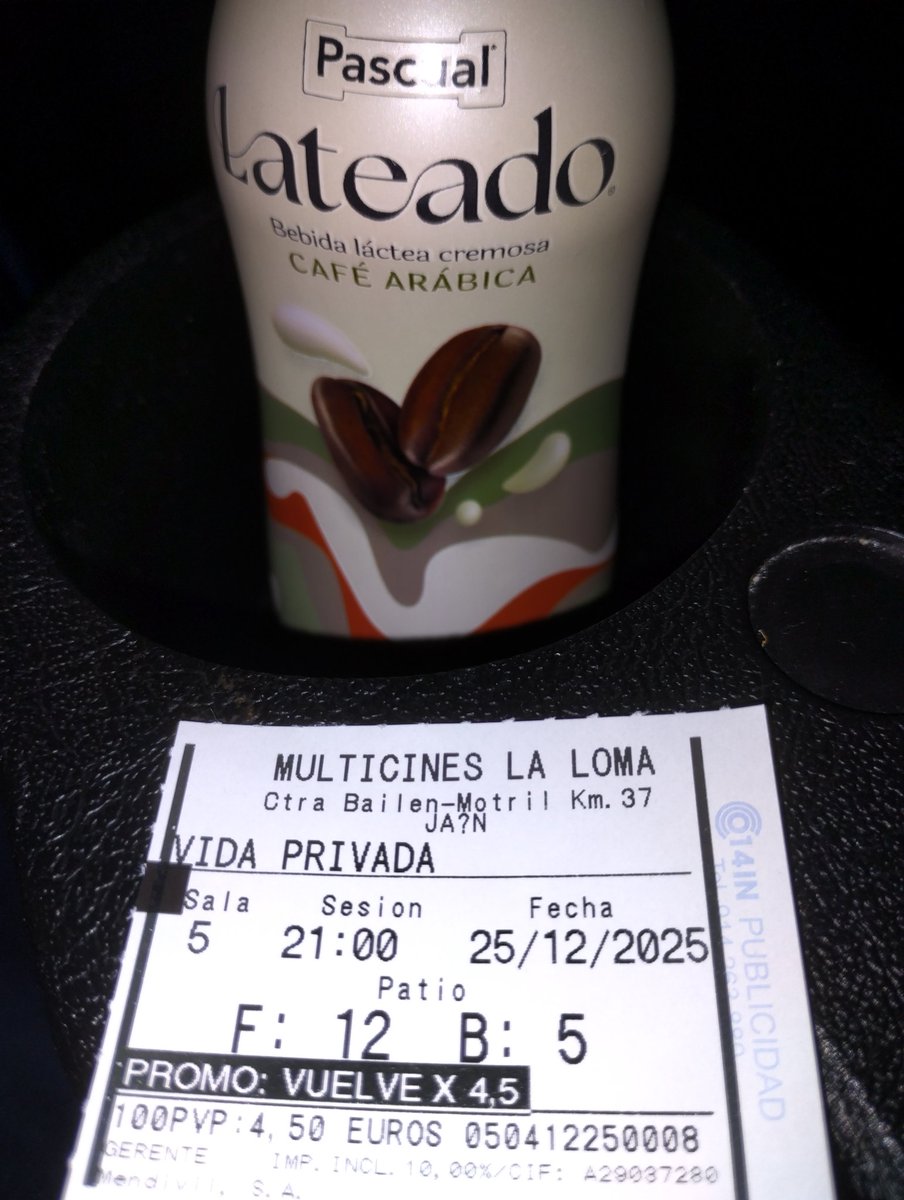 Pascual
Lateado®
Bebida láctea cremosa
CAFÉ ARÁBICA
MULTICINES LA LOMA
Ctra Bailen-Motril Km. 37
JA?N
VIDA PRIVADA
Sala Sesion Fecha
5 21:00 25/12/2025
Patio
F: 12 B: 5
PROMO: VUELVE X 4,5
100PVP:4,50 EUROS 050412250008
GERENTE IMP. INCL. 10,00%/CIF: A29037280
Mendivil, S.A.
14IN PUBLICIDAD